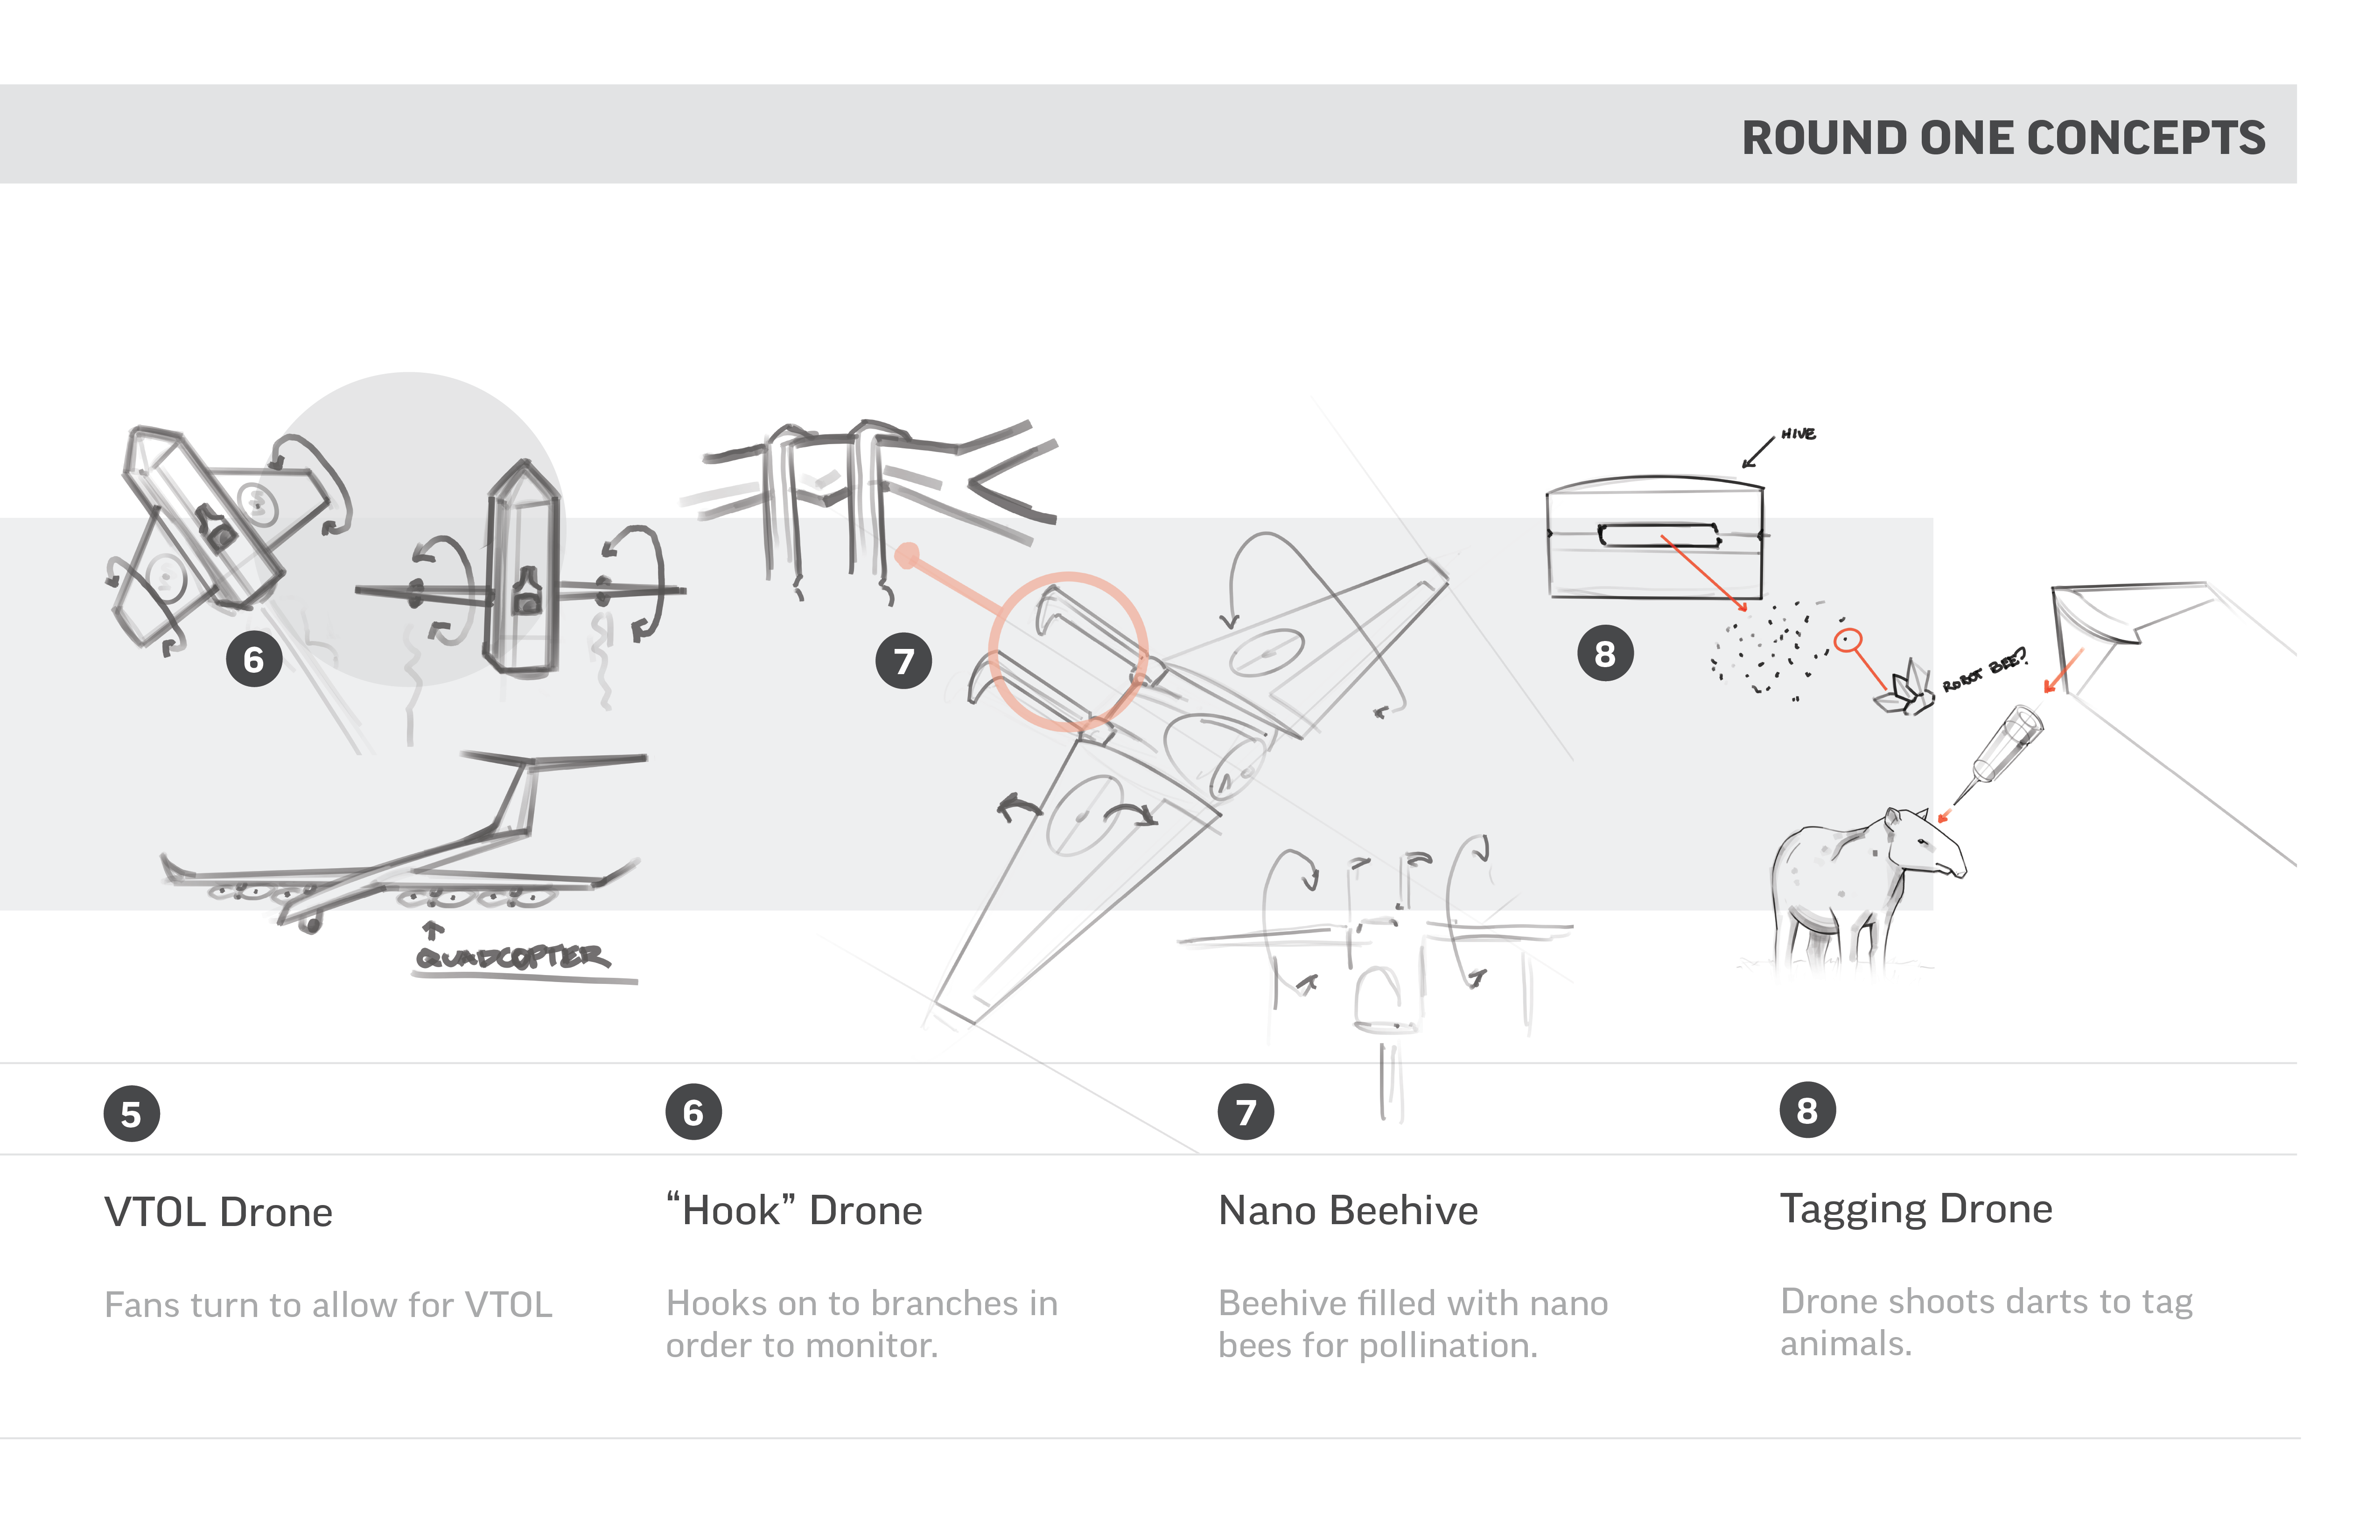 ROUND ONE CONCEPTS
HIVE
6
7
8
ROBOT BEE?
QUADCOPTER
5
6
7
8
VTOL Drone
“Hook” Drone
Nano Beehive
Tagging Drone
Fans turn to allow for VTOL
Hooks on to branches in
order to monitor.
Beehive filled with nano
bees for pollination.
Drone shoots darts to tag
animals.